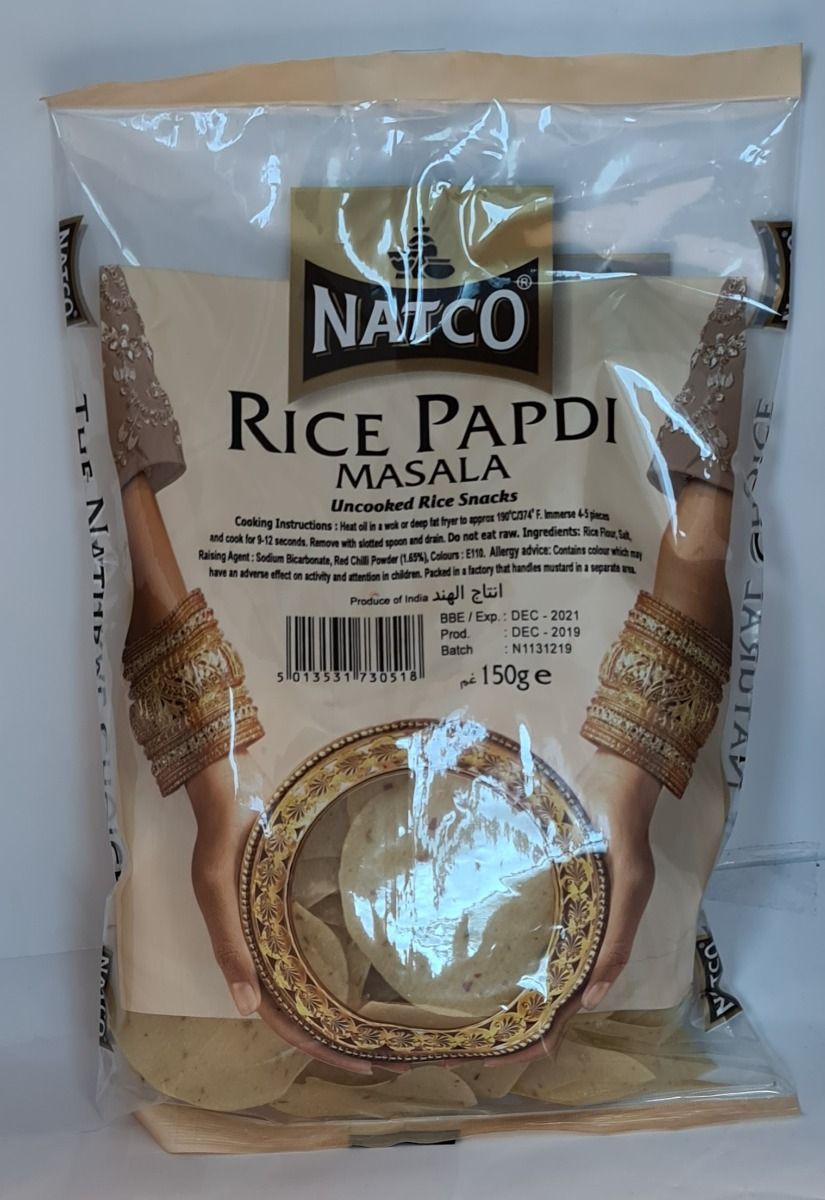 NATCO®
RICE PAPDI
MASALA
Uncooked Rice Snacks
Cooking Instructions : Heat oil in a wok or deep fat fryer to approx 190°C/374° F. Immerse 4-5 pieces
and cook for 9-12 seconds. Remove with slotted spoon and drain. Do not eat raw. Ingredients: Rice Flour, Salt,
Raising Agent : Sodium Bicarbonate, Red Chilli Powder (1.65%), Colours : E110. Allergy advice: Contains colour which may
have an adverse effect on activity and attention in children. Packed in a factory that handles mustard in a separate area.
Produce of India انتاج الهند
BBE / Exp. : DEC - 2021
Prod. : DEC - 2019
Batch : N1131219
5 013531 730518
غم 150g e
NATCO
THE
NATCO
NATCO